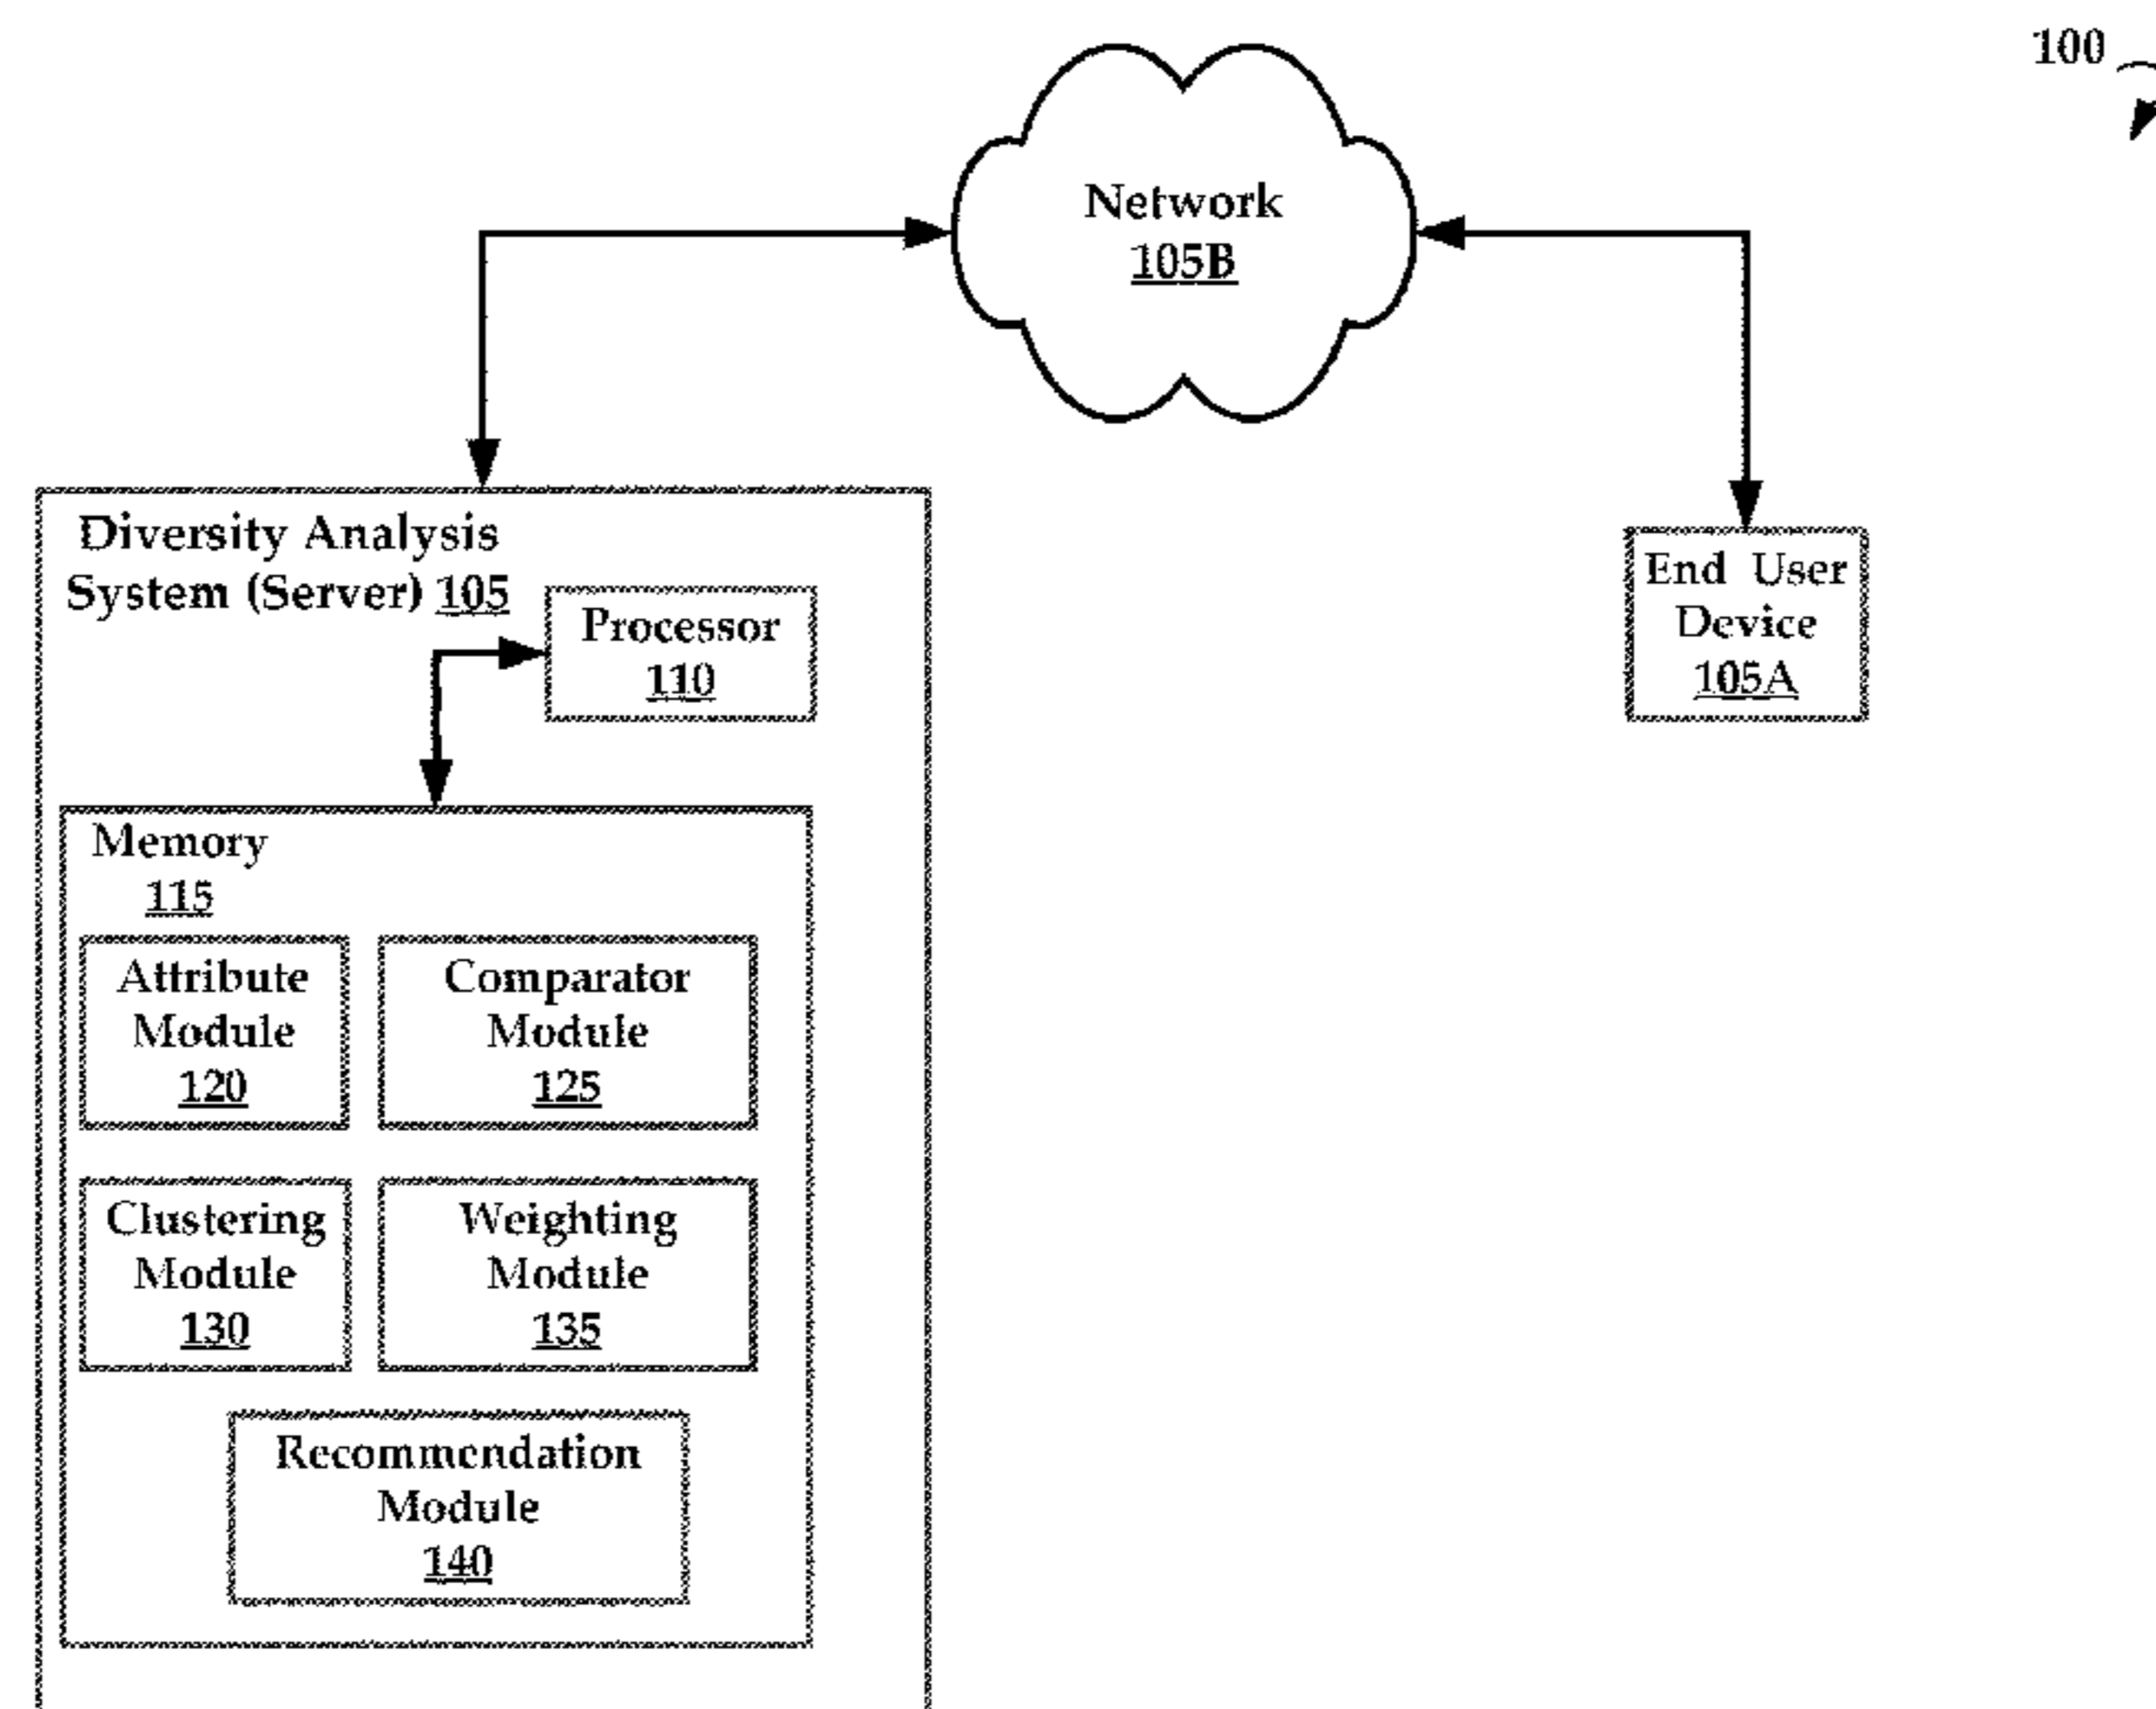 100
Network
105B
Diversity Analysis
System (Server) 105
Processor
110
End User
Device
105A
Memory
115
Attribute
Module
120
Comparator
Module
125
Clustering
Module
130
Weighting
Module
135
Recommendation
Module
140